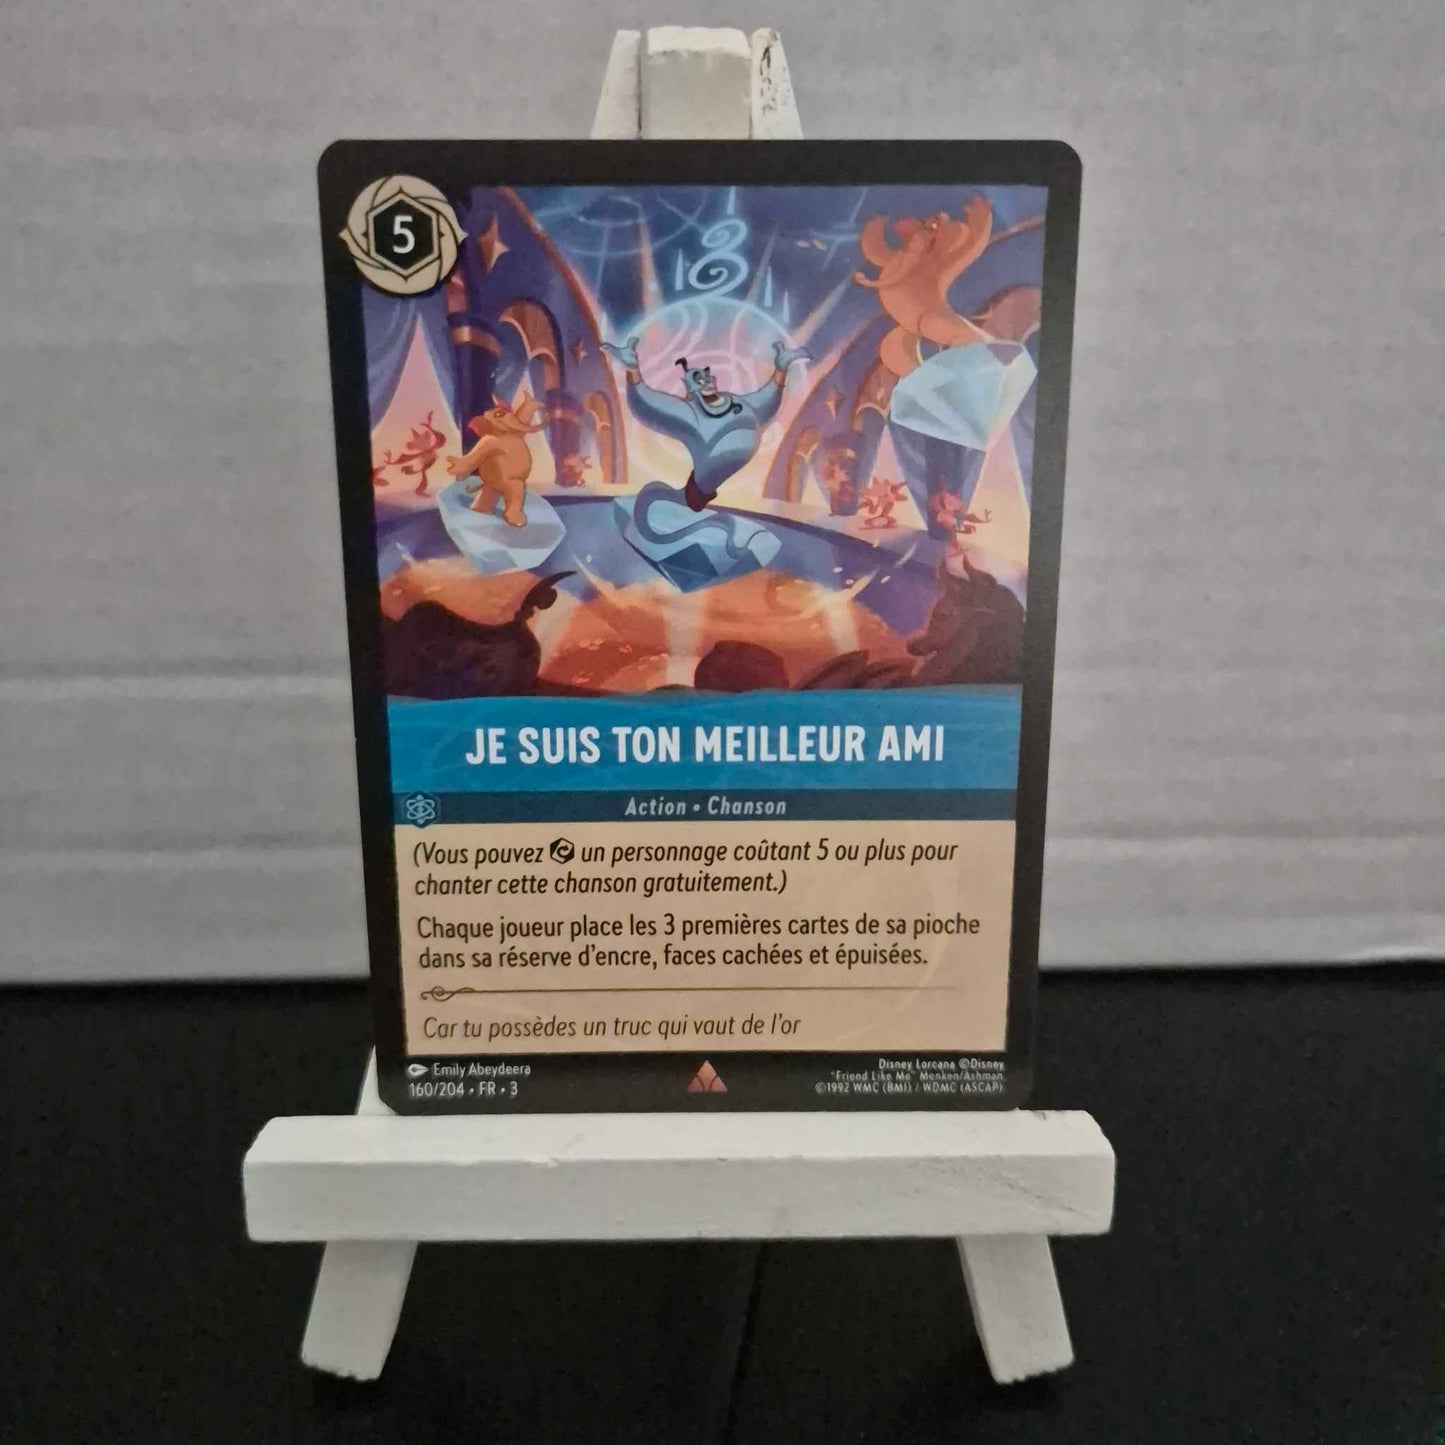 5
JE SUIS TON MEILLEUR AMI
Action • Chanson
(Vous pouvez un personnage coûtant 5 ou plus pour
chanter cette chanson gratuitement.)
Chaque joueur place les 3 premières cartes de sa pioche
dans sa réserve d'encre, faces cachées et épuisées.
Car tu possèdes un truc qui vaut de l'or
Emily Abeydeera
160/204 • FR • 3
Disney Lorcana ©Disney
"Friend Like Me" Menken/Ashman
©1992 WMC (BMI) / WDMC (ASCAP)